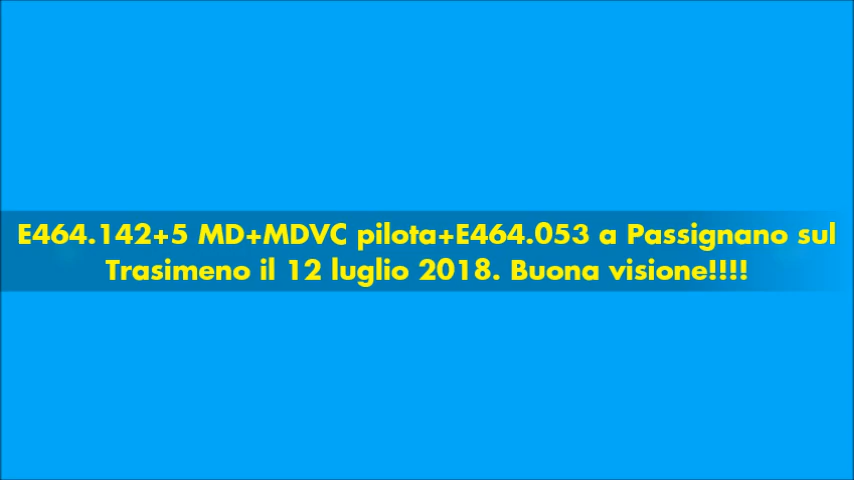 E464.142+5 MD+MDVC pilota+E464.053 a Passignano sul
Trasimeno il 12 luglio 2018. Buona visione!!!!